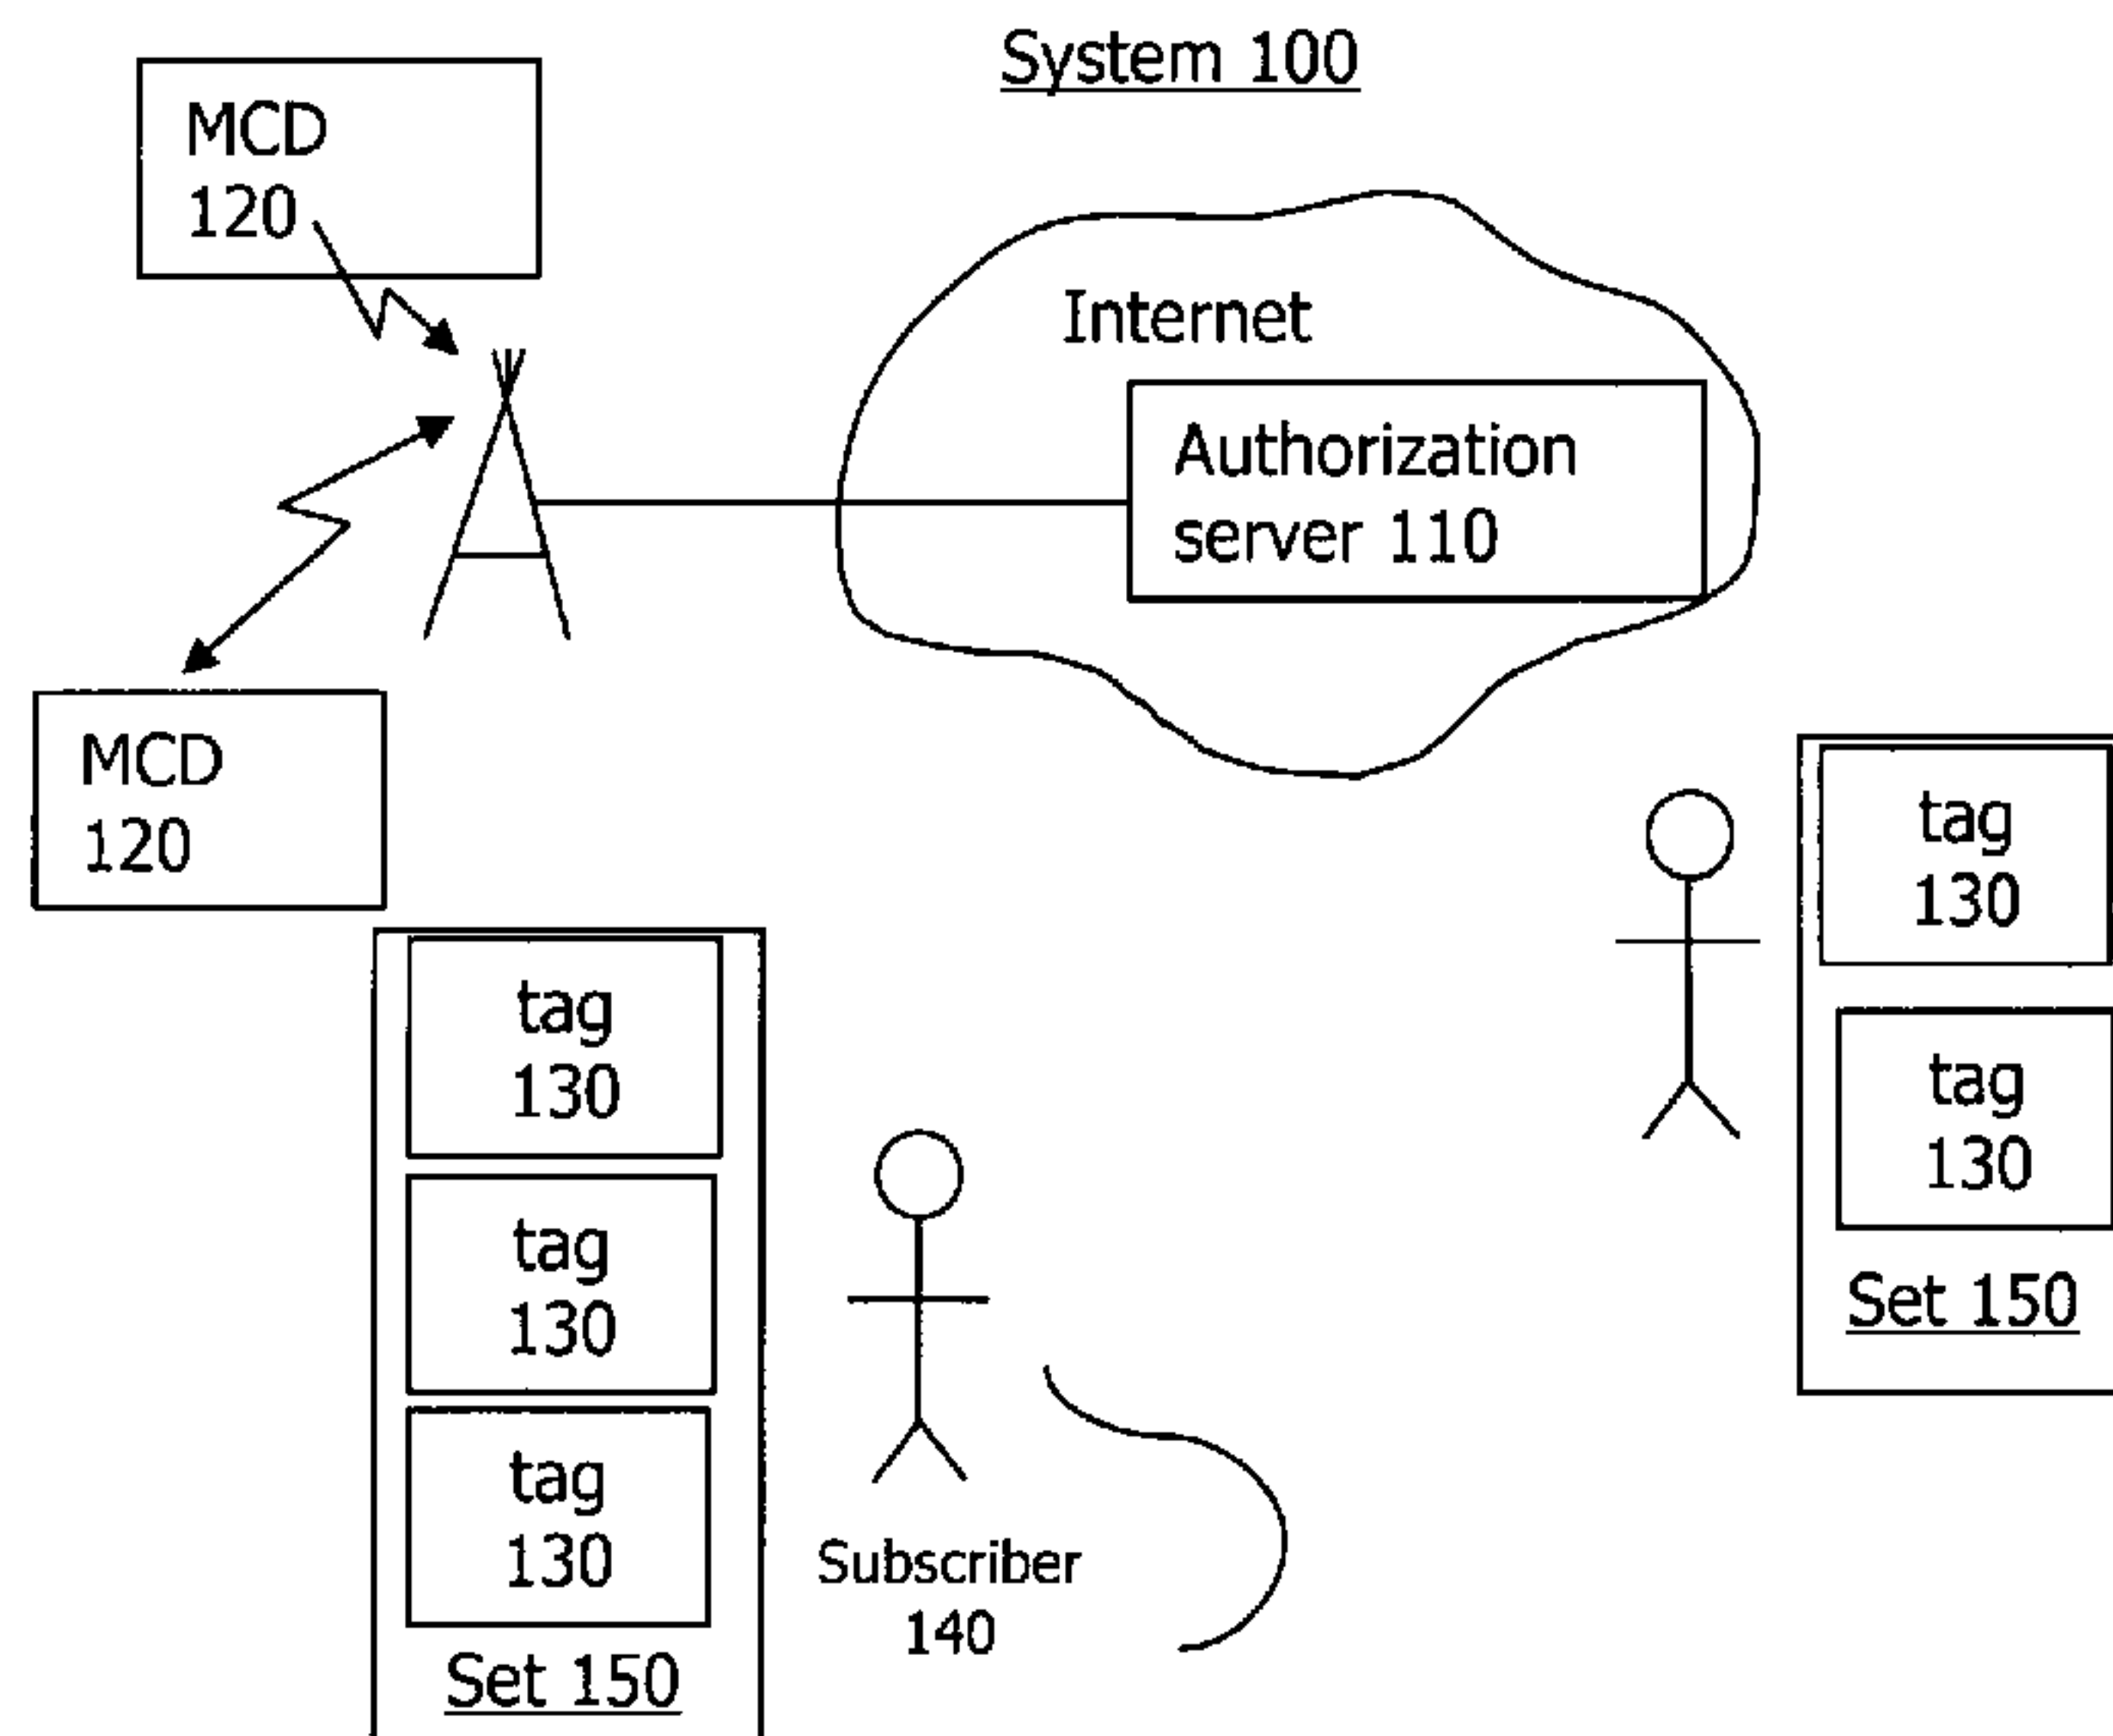 System 100
MCD
120
Internet
Authorization
server 110
MCD
120
tag
130
tag
130
Set 150
tag
130
tag
130
tag
130
Set 150
Subscriber
140